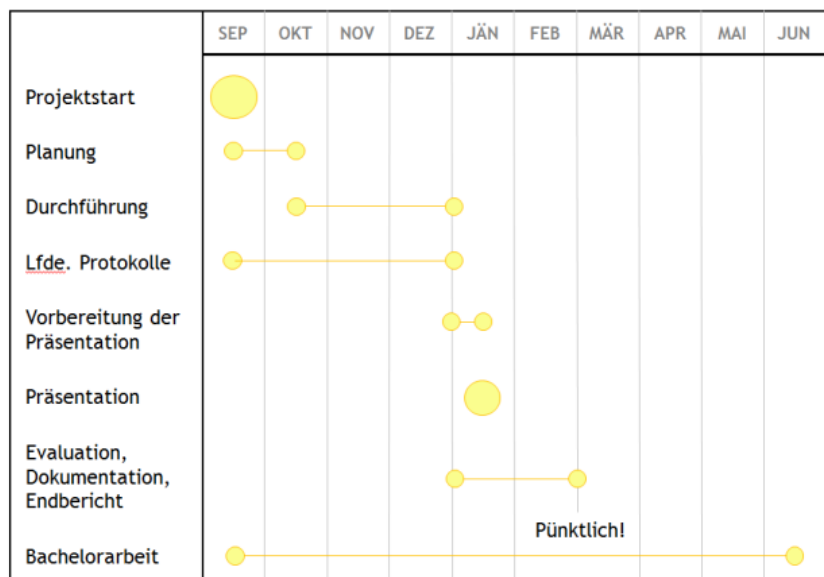 SEP OKT NOV DEZ JÄN FEB MÄR APR MAI JUN
Projektstart
Planung
Durchführung
Lfde. Protokolle
Vorbereitung der
Präsentation
Präsentation
Evaluation,
Dokumentation,
Endbericht
Pünktlich!
Bachelorarbeit